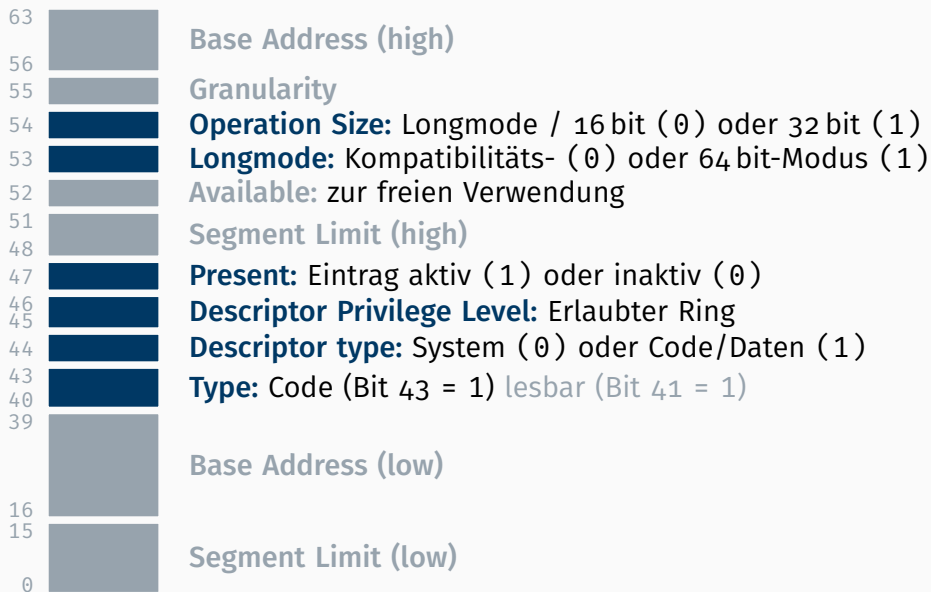 63
Base Address (high)
56
55 Granularity
54 Operation Size: Longmode / 16 bit (0) oder 32 bit (1)
53 Longmode: Kompatibilitäts- (0) oder 64 bit-Modus (1)
52 Available: zur freien Verwendung
51
Segment Limit (high)
48
47 Present: Eintrag aktiv (1) oder inaktiv (0)
46
Descriptor Privilege Level: Erlaubter Ring
45
44 Descriptor type: System (0) oder Code/Daten (1)
43
Type: Code (Bit 43 = 1) lesbar (Bit 41 = 1)
40
39
Base Address (low)
16
15
Segment Limit (low)
0